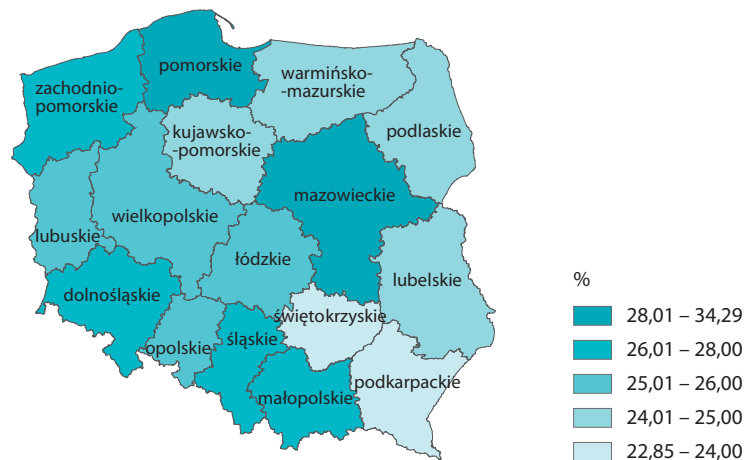 pomorskie
warmińsko-
-mazurskie
zachodnio-
pomorskie
podlaskie
kujawsko-
-pomorskie
mazowieckie
wielkopolskie
lubuskie
łódzkie
lubelskie
dolnośląskie
świętokrzyskie
opolskie
śląskie
podkarpackie
małopolskie
%
28,01 – 34,29
26,01 – 28,00
25,01 – 26,00
24,01 – 25,00
22,85 – 24,00